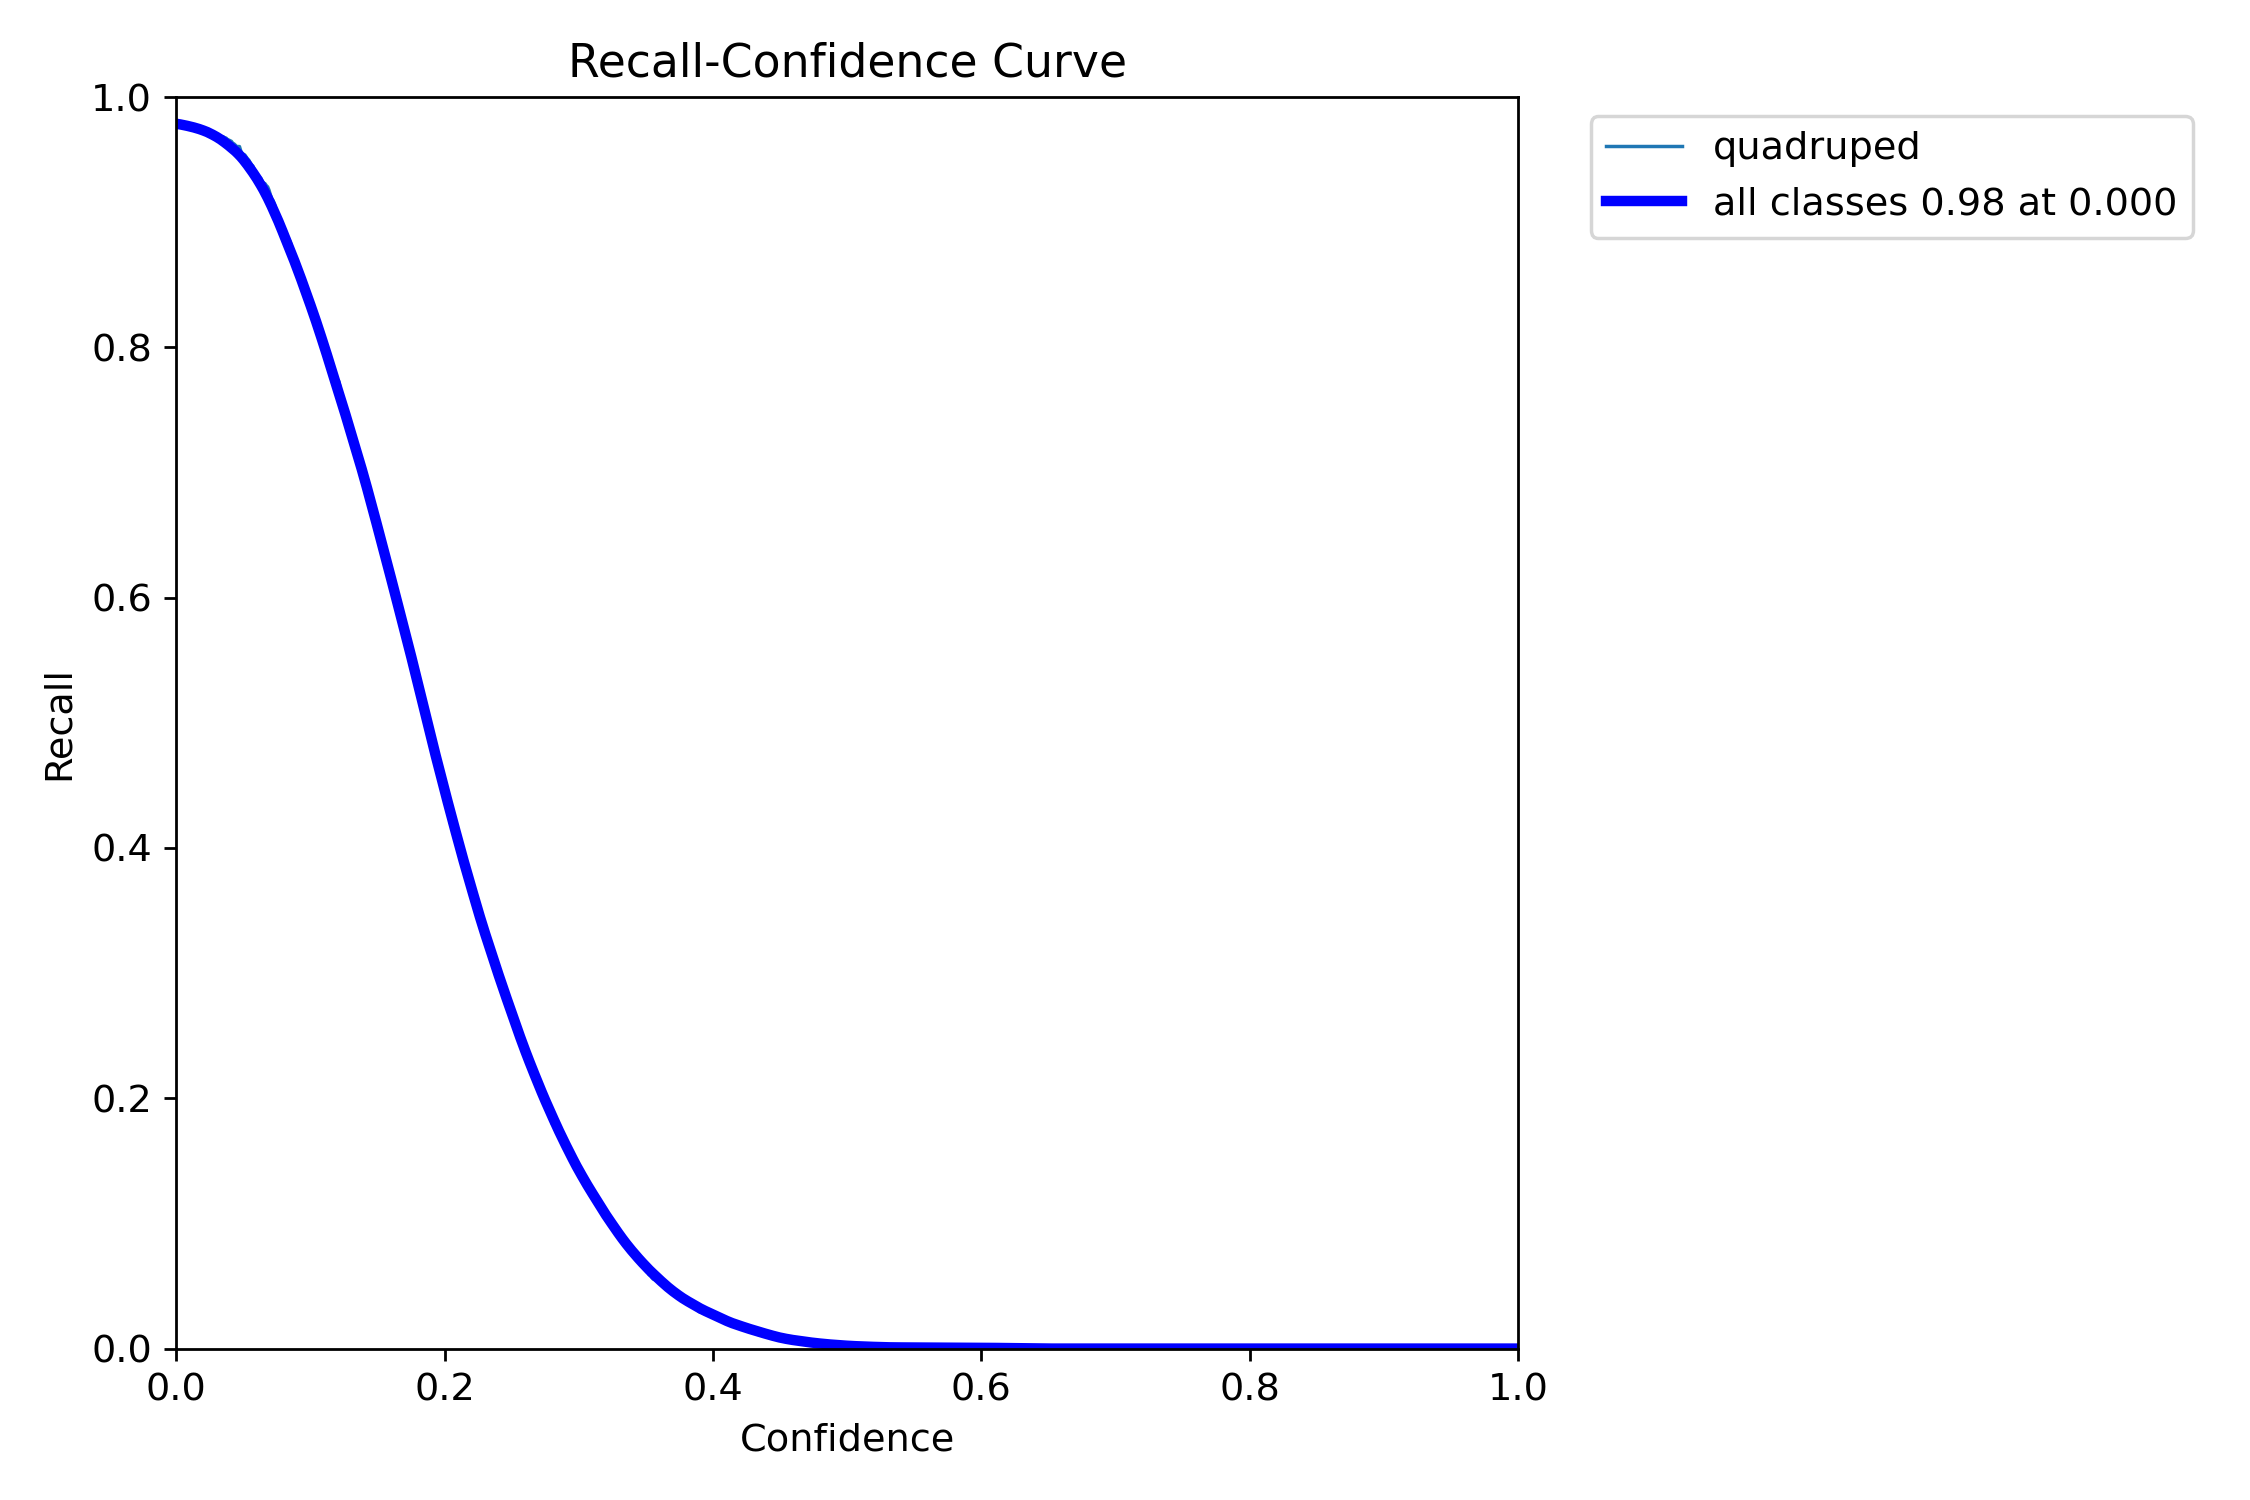 Recall-Confidence Curve
1.0
0.8
0.6
0.4
0.2
0.0
Recall
0.0 0.2 0.4 0.6 0.8 1.0
Confidence
quadruped
all classes 0.98 at 0.000